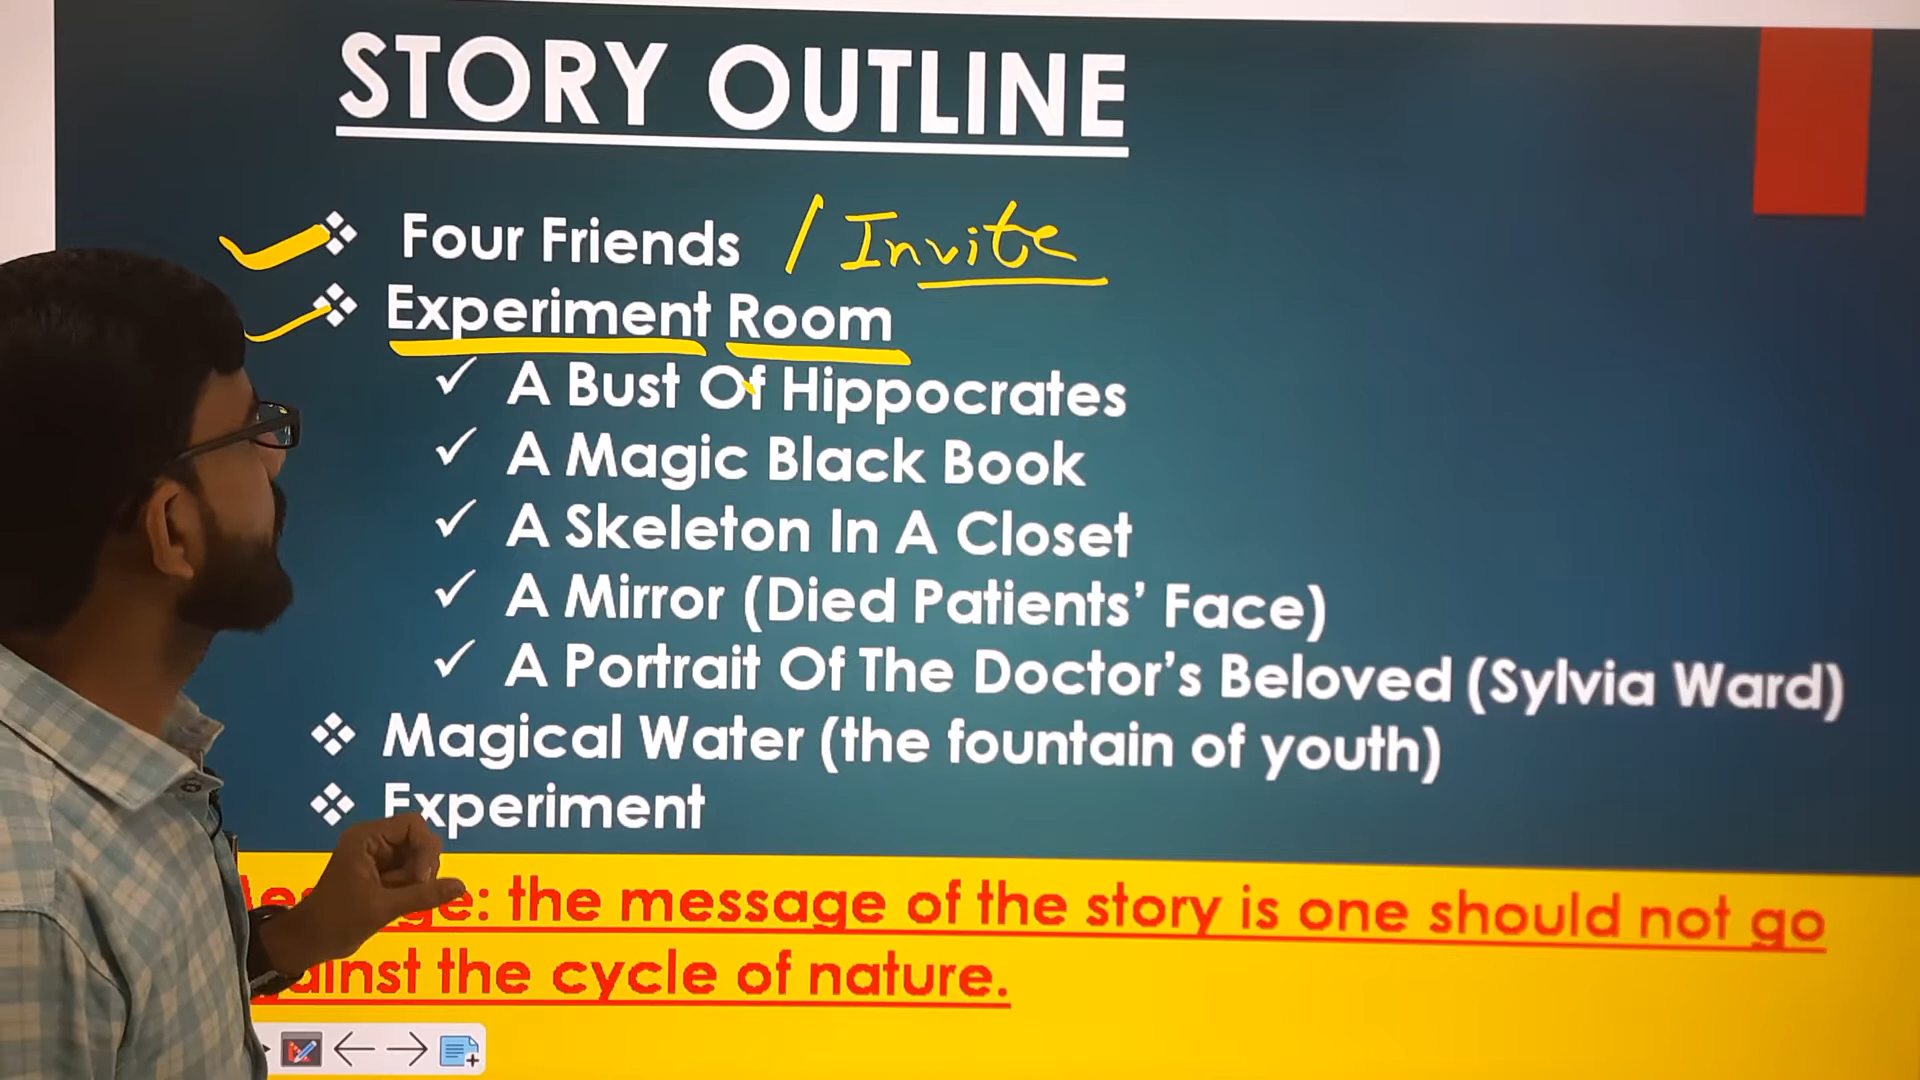 STORY OUTLINE
❖ Four Friends / Invite
❖ Experiment Room
✓ A Bust Of Hippocrates
✓ A Magic Black Book
✓ A Skeleton In A Closet
✓ A Mirror (Died Patients’ Face)
✓ A Portrait Of The Doctor’s Beloved (Sylvia Ward)
❖ Magical Water (the fountain of youth)
❖ Experiment
Message: the message of the story is one should not go
against the cycle of nature.